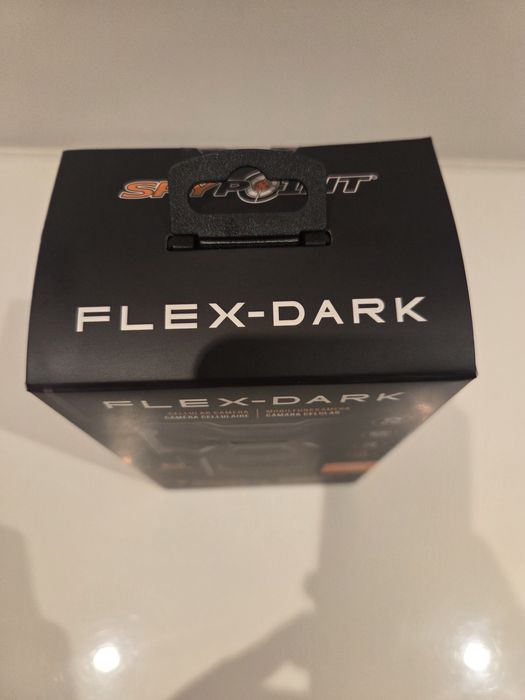 SPYPOINT
FLEX-DARK
FLEX-DARK
CELLULAR CAMERA | MOBILFUNKKAMERA
CAMÉRA CELLULAIRE | CÁMARA CELULAR